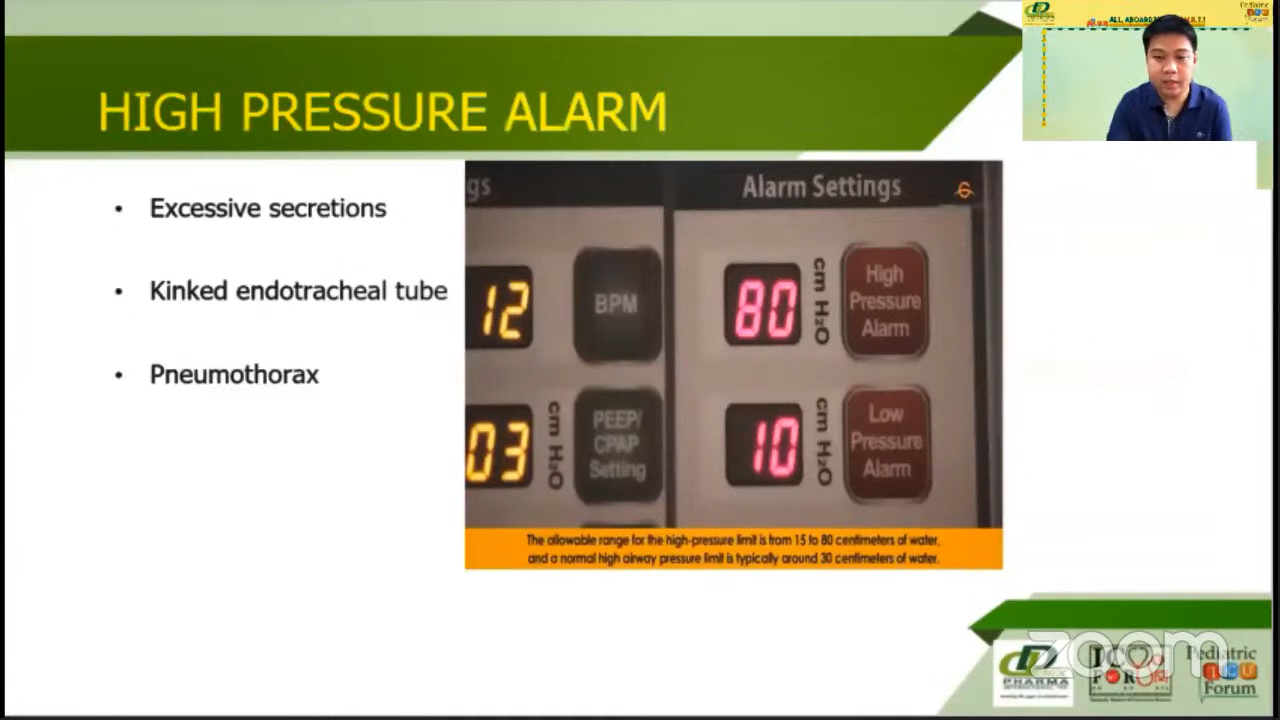 HIGH PRESSURE ALARM
• Excessive secretions
• Kinked endotracheal tube
• Pneumothorax
gs
Alarm Settings
12
BPM
80
cm H₂O
High
Pressure
Alarm
03
cm H₂O
PEEP/
CPAP
Setting
10
cm H₂O
Low
Pressure
Alarm
The allowable range for the high-pressure limit is from 15 to 80 centimeters of water,
and a normal high airway pressure limit is typically around 30 centimeters of water.
zoom
PHARMA
Pediatric
ICU
Forum